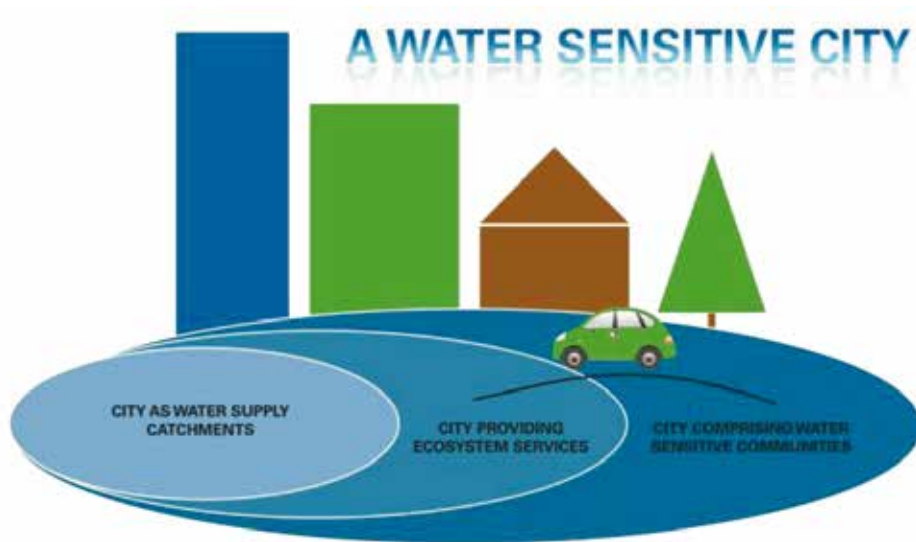 A WATER SENSITIVE CITY
CITY AS WATER SUPPLY
CATCHMENTS
CITY PROVIDING
ECOSYSTEM SERVICES
CITY COMPRISING WATER
SENSITIVE COMMUNITIES